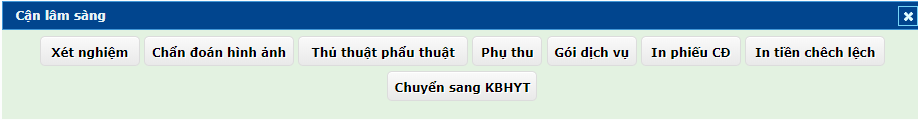 Cận lâm sàng
Xét nghiệm Chẩn đoán hình ảnh Thủ thuật phẩu thuật Phụ thu Gói dịch vụ In phiếu CĐ In tiền chêch lệch
Chuyển sang KBHYT